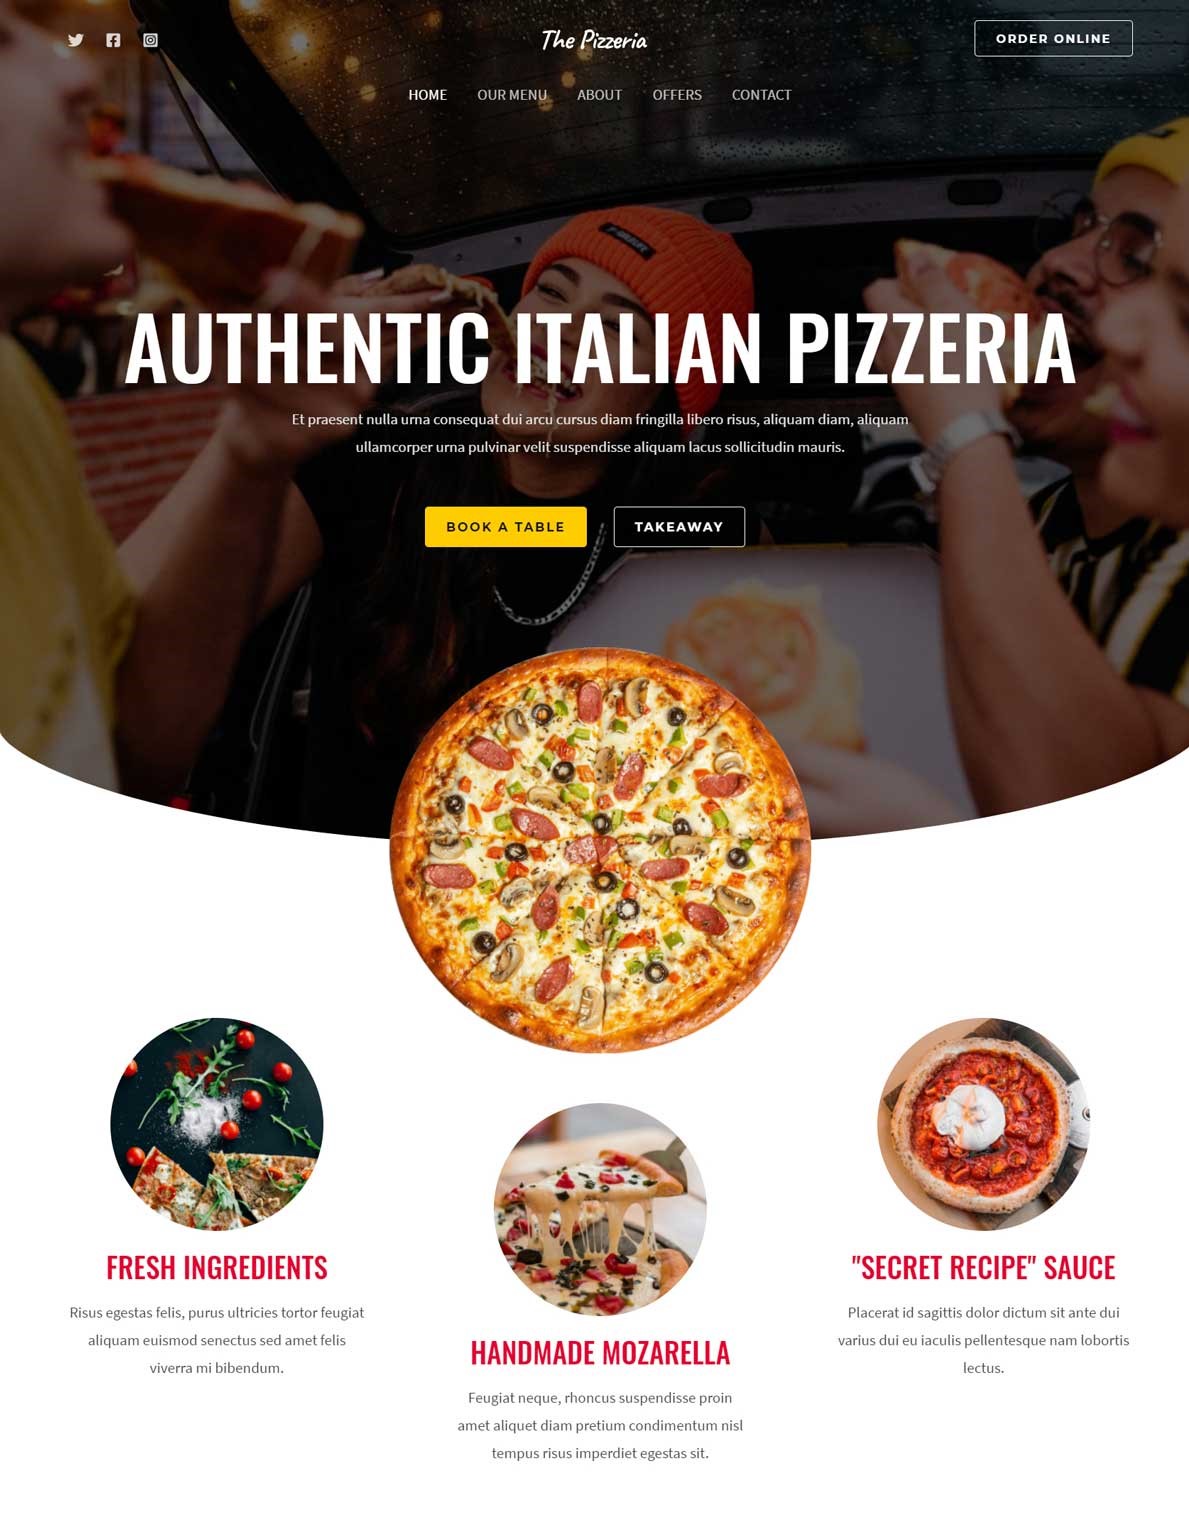 The Pizzeria
ORDER ONLINE
HOME OUR MENU ABOUT OFFERS CONTACT
AUTHENTIC ITALIAN PIZZERIA
Et praesent nulla urna consequat dui arcu cursus diam fringilla libero risus, aliquam diam, aliquam
ullamcorper urna pulvinar velit suspendisse aliquam lacus sollicitudin mauris.
BOOK A TABLE
TAKEAWAY
FRESH INGREDIENTS
Risus egestas felis, purus ultricies tortor feugiat
aliquam euismod senectus sed amet felis
viverra mi bibendum.
HANDMADE MOZARELLA
Feugiat neque, rhoncus suspendisse proin
amet aliquet diam pretium condimentum nisl
tempus risus imperdiet egestas sit.
"SECRET RECIPE" SAUCE
Placerat id sagittis dolor dictum sit ante dui
varius dui eu iaculis pellentesque nam lobortis
lectus.